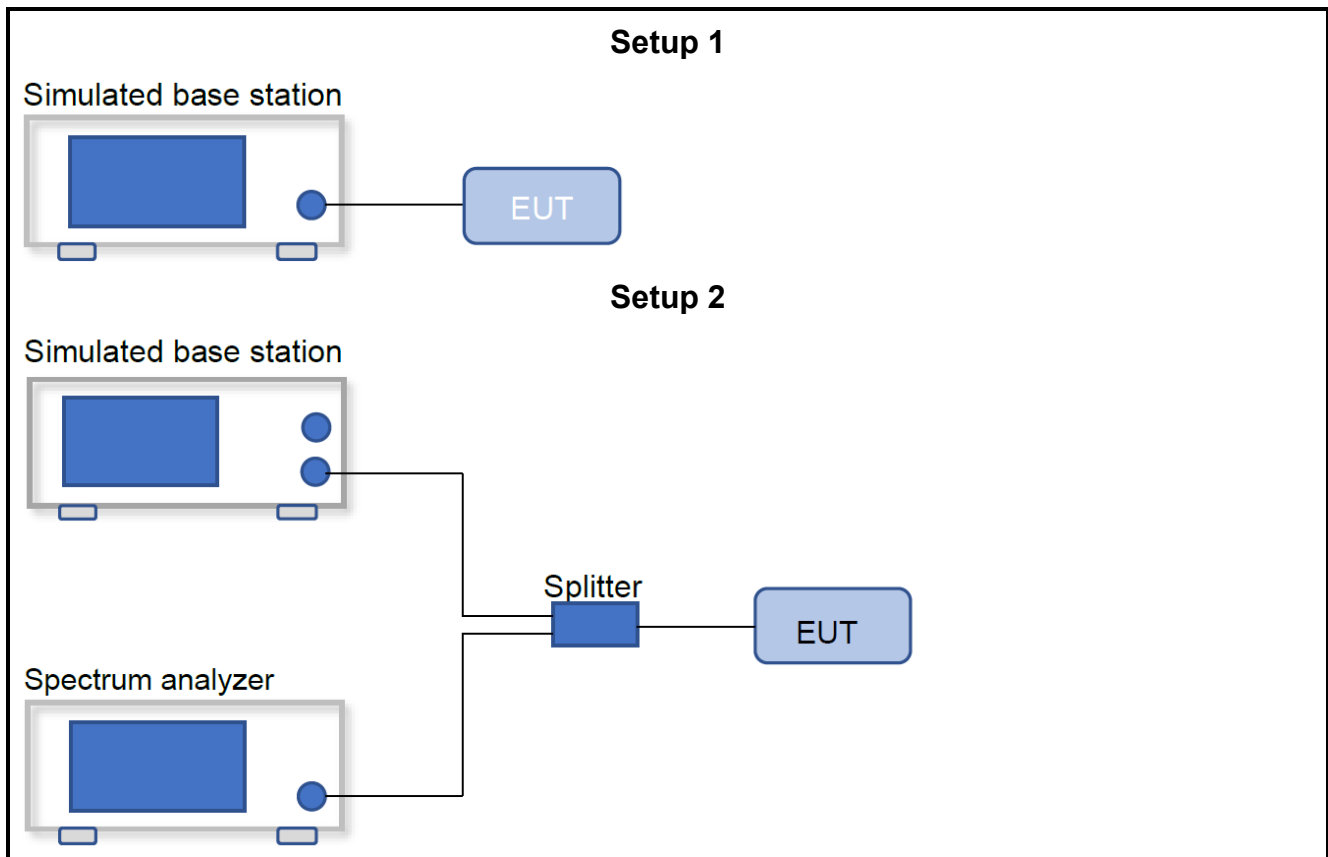 Setup 1
Simulated base station
EUT
Setup 2
Simulated base station
Splitter
EUT
Spectrum analyzer